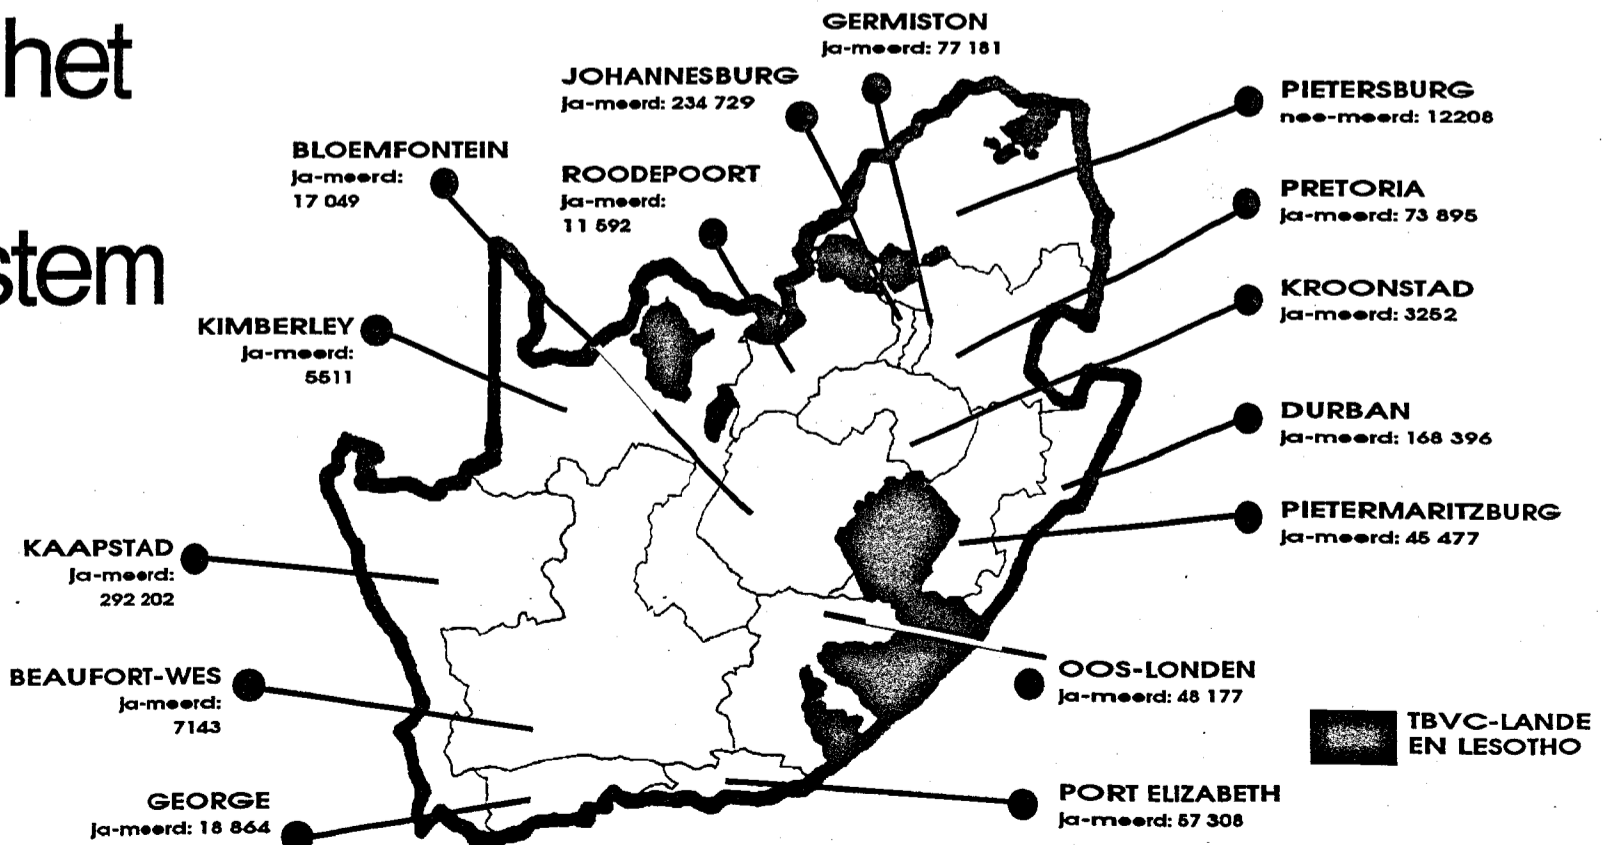 het
stem
GERMISTON
Ja-meerd: 77 181
JOHANNESBURG
Ja-meerd: 234 729
BLOEMFONTEIN
Ja-meerd:
17 049
ROODEPOORT
Ja-meerd:
11 592
KIMBERLEY
Ja-meerd:
5511
KAAPSTAD
Ja-meerd:
292 202
BEAUFORT-WES
Ja-meerd:
7143
GEORGE
Ja-meerd: 18 864
PIETERSBURG
nee-meerd: 12208
PRETORIA
Ja-meerd: 73 895
KROONSTAD
Ja-meerd: 3252
DURBAN
Ja-meerd: 168 396
PIETERMARITZBURG
Ja-meerd: 45 477
OOS-LONDEN
Ja-meerd: 48 177
PORT ELIZABETH
Ja-meerd: 57 308
TBVC-LANDE
EN LESOTHO